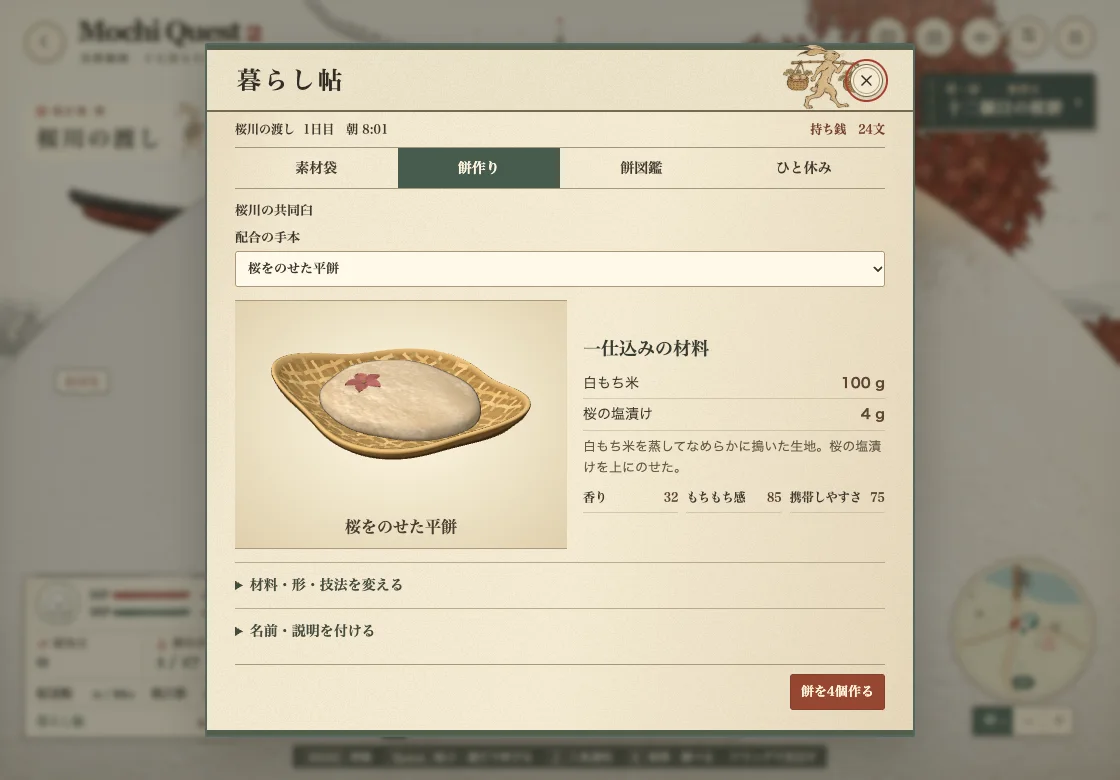 Mochi Quest 2
桜川の渡し
暮らし帖
桜川の渡し 1日目 朝 8:01
持ち銭 24文
素材袋
餅作り
餅図鑑
ひと休み
桜川の共同臼
配合の手本
桜をのせた平餅
桜をのせた平餅
一仕込みの材料
白もち米 100 g
桜の塩漬け 4 g
白もち米を蒸してなめらかに搗いた生地。桜の塩漬
けを上にのせた。
香り 32 もちもち感 85 携帯しやすさ 75
材料・形・技法を変える
名前・説明を付ける
餅を4個作る